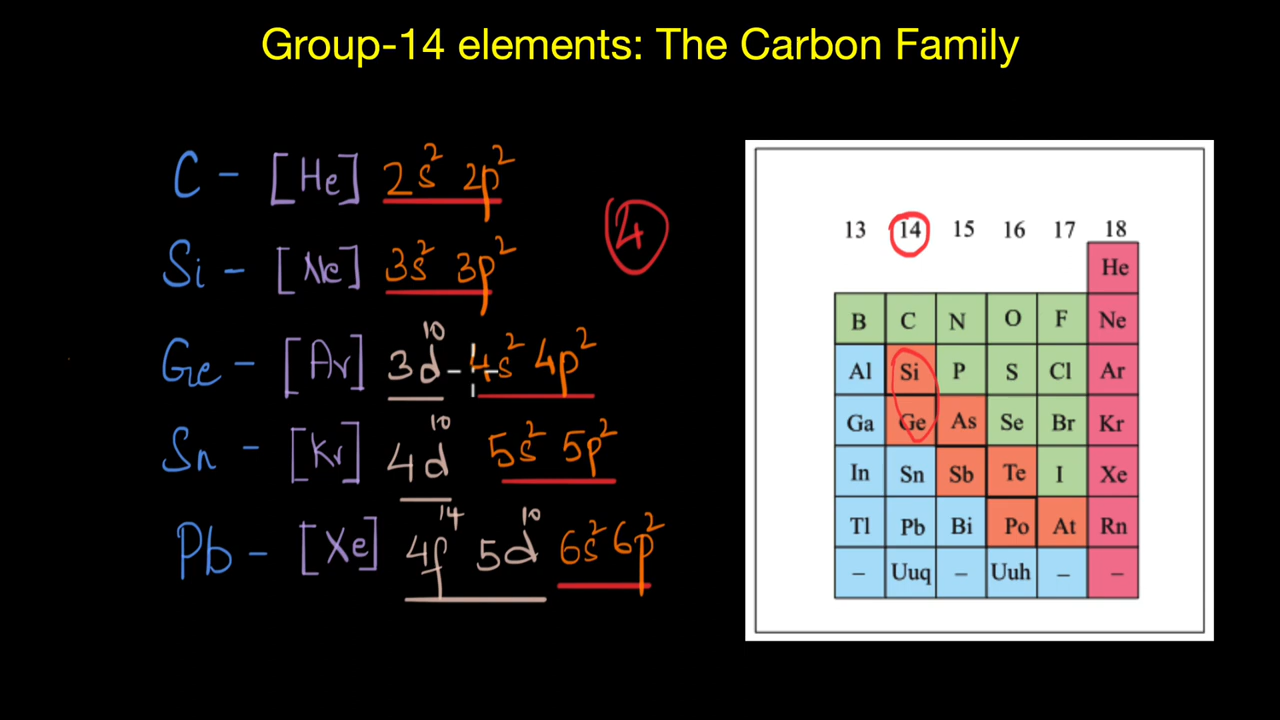 Group-14 elements: The Carbon Family
C - [He] 2s² 2p²
Si - [Ne] 3s² 3p²
Ge - [Ar] 3d¹⁰ 4s² 4p²
Sn - [Kr] 4d¹⁰ 5s² 5p²
Pb - [Xe] 4f¹⁴ 5d¹⁰ 6s² 6p²
4
13 14 15 16 17 18
He
B C N O F Ne
Al Si P S Cl Ar
Ga Ge As Se Br Kr
In Sn Sb Te I Xe
Tl Pb Bi Po At Rn
– Uuq – Uuh – –